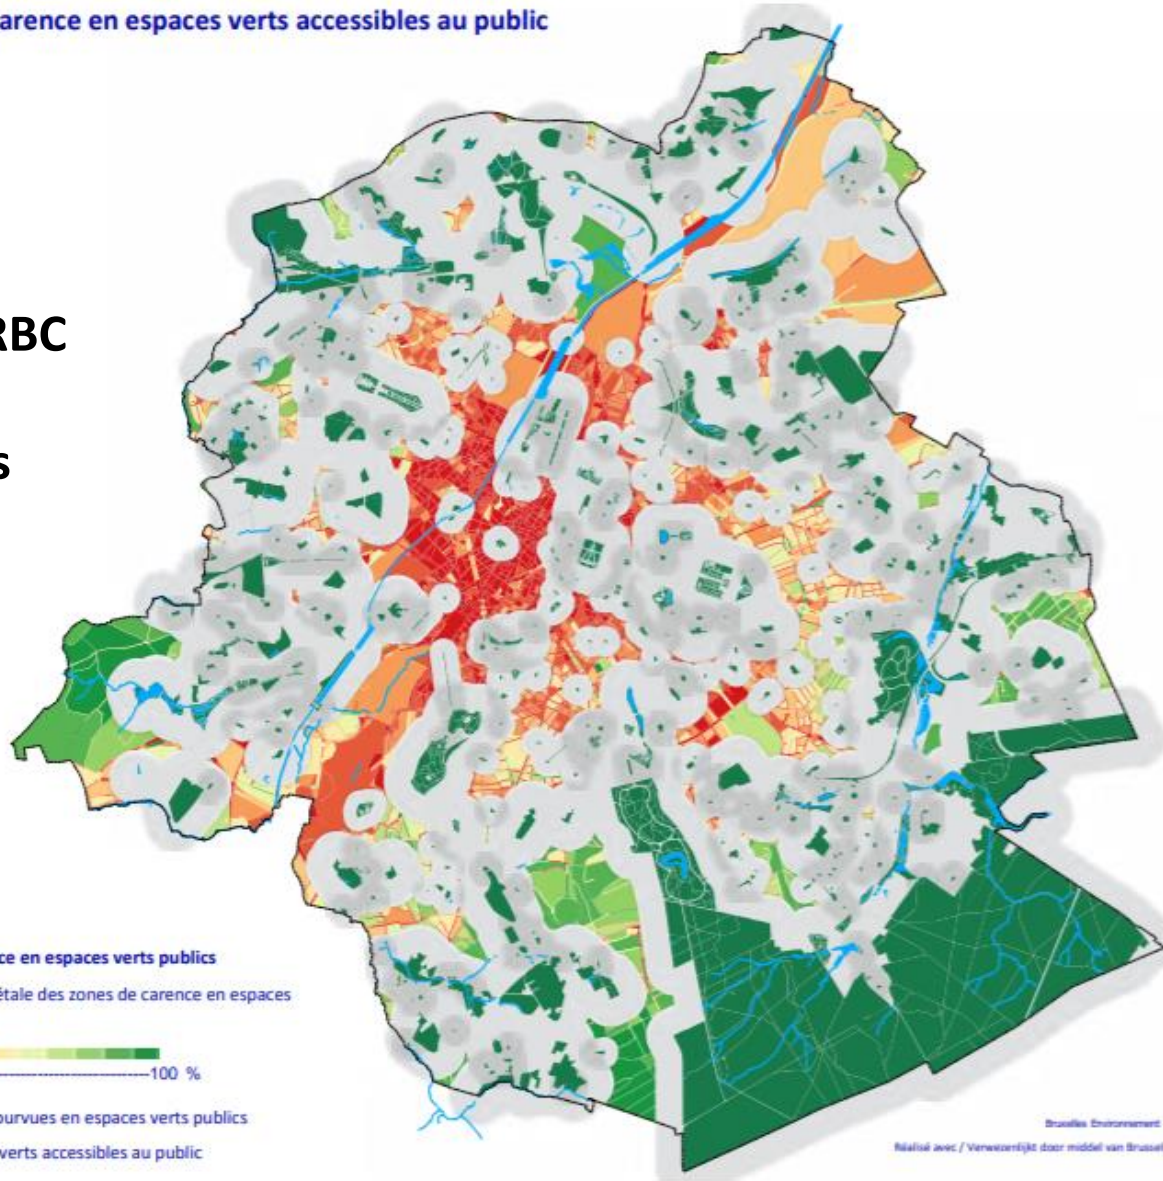 arence en espaces verts accessibles au public
RBC
s
ce en espaces verts publics
étale des zones de carence en espaces
100 %
ourvues en espaces verts publics
verts accessibles au public
Bruxelles Environnement
Réalisé avec / Verwezenlijkt door middel van Brussel